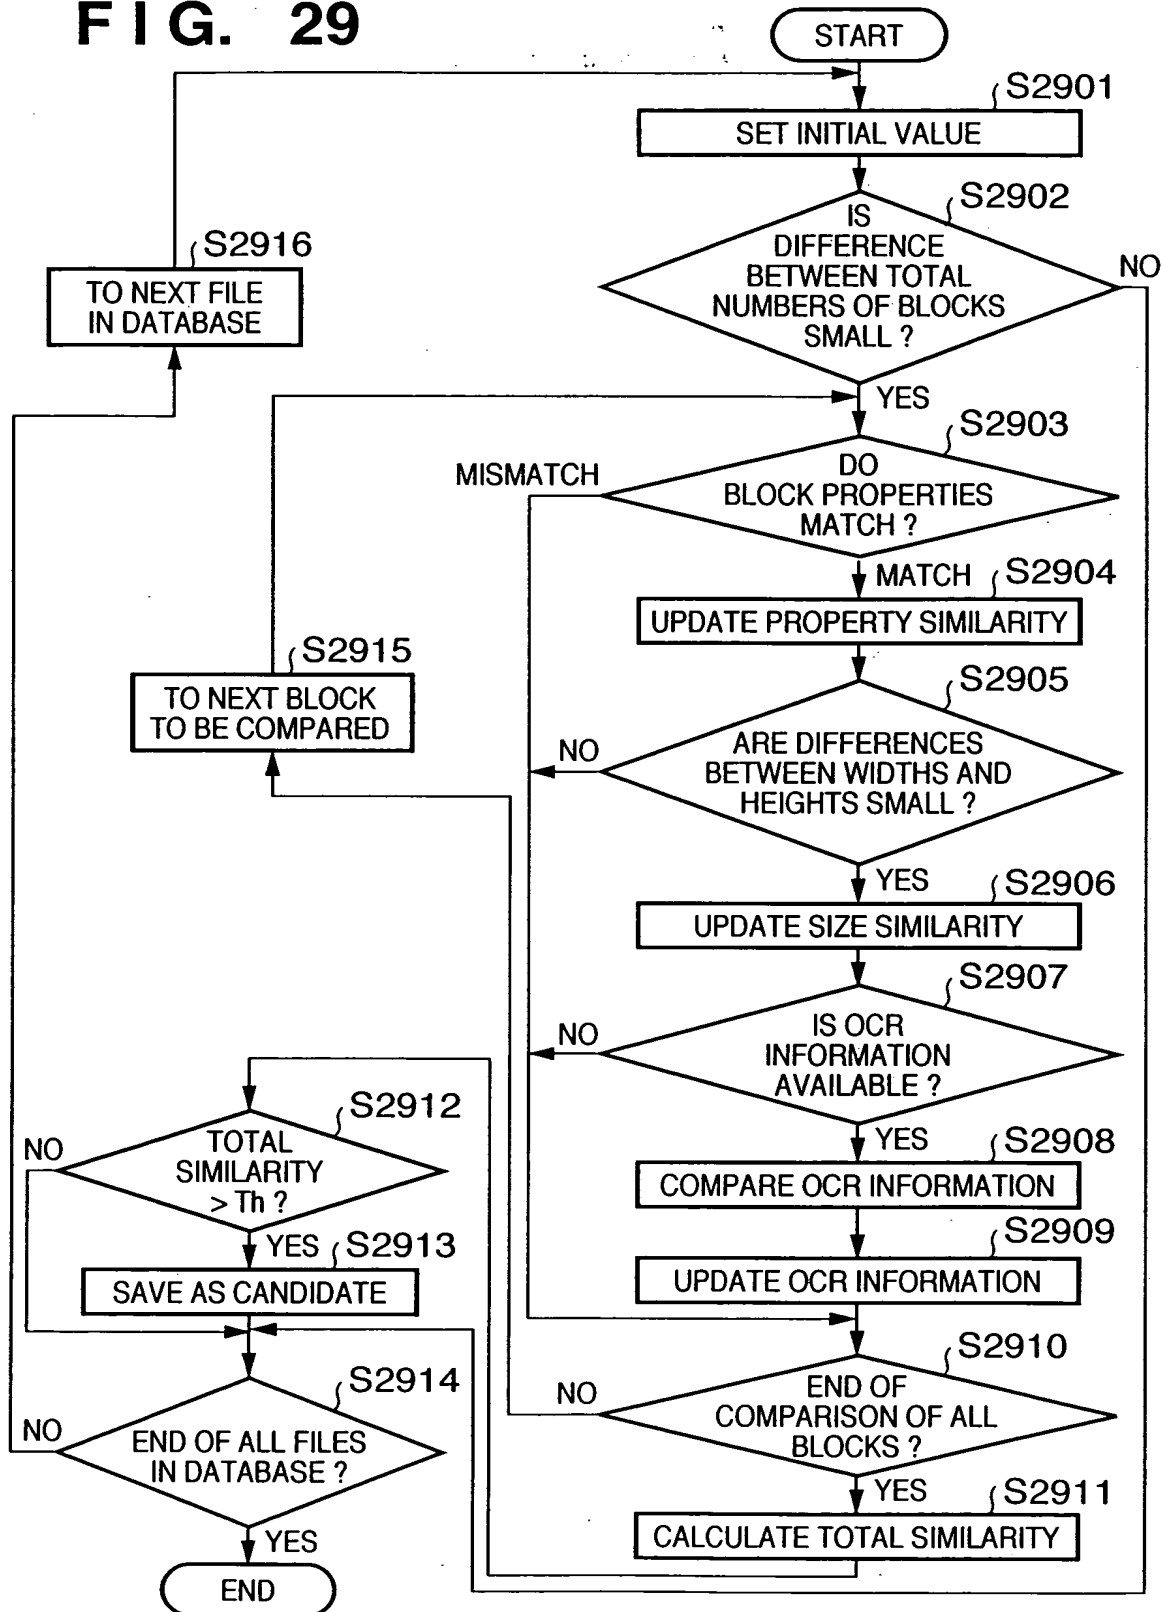 FIG. 29
START
S2901
SET INITIAL VALUE
S2902
IS
DIFFERENCE
BETWEEN TOTAL
NUMBERS OF BLOCKS
SMALL ?
NO
YES
S2916
TO NEXT FILE
IN DATABASE
S2903
DO
BLOCK PROPERTIES
MATCH ?
MISMATCH
MATCH
S2904
UPDATE PROPERTY SIMILARITY
S2915
TO NEXT BLOCK
TO BE COMPARED
S2905
ARE DIFFERENCES
BETWEEN WIDTHS AND
HEIGHTS SMALL ?
NO
YES
S2906
UPDATE SIZE SIMILARITY
S2907
IS OCR
INFORMATION
AVAILABLE ?
NO
YES
S2908
COMPARE OCR INFORMATION
S2909
UPDATE OCR INFORMATION
S2910
END OF
COMPARISON OF ALL
BLOCKS ?
NO
YES
S2911
CALCULATE TOTAL SIMILARITY
S2912
TOTAL
SIMILARITY
> Th ?
NO
YES
S2913
SAVE AS CANDIDATE
S2914
END OF ALL FILES
IN DATABASE ?
NO
YES
END